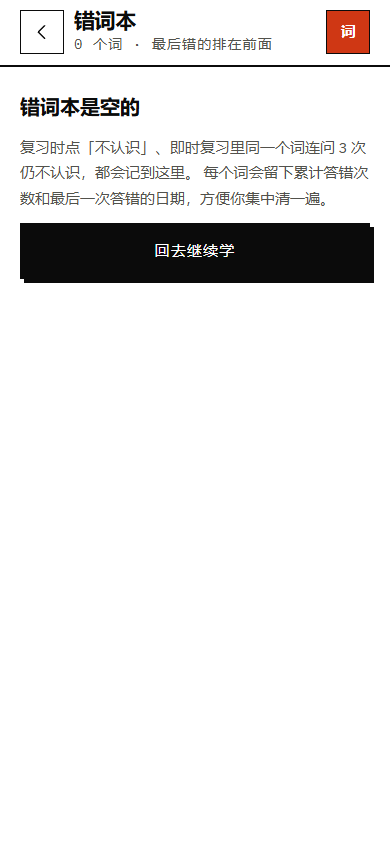 错词本
0 个词 · 最后错的排在前面
词
错词本是空的
复习时点「不认识」、即时复习里同一个词连问 3 次
仍不认识，都会记到这里。 每个词会留下累计答错次
数和最后一次答错的日期，方便你集中清一遍。
回去继续学